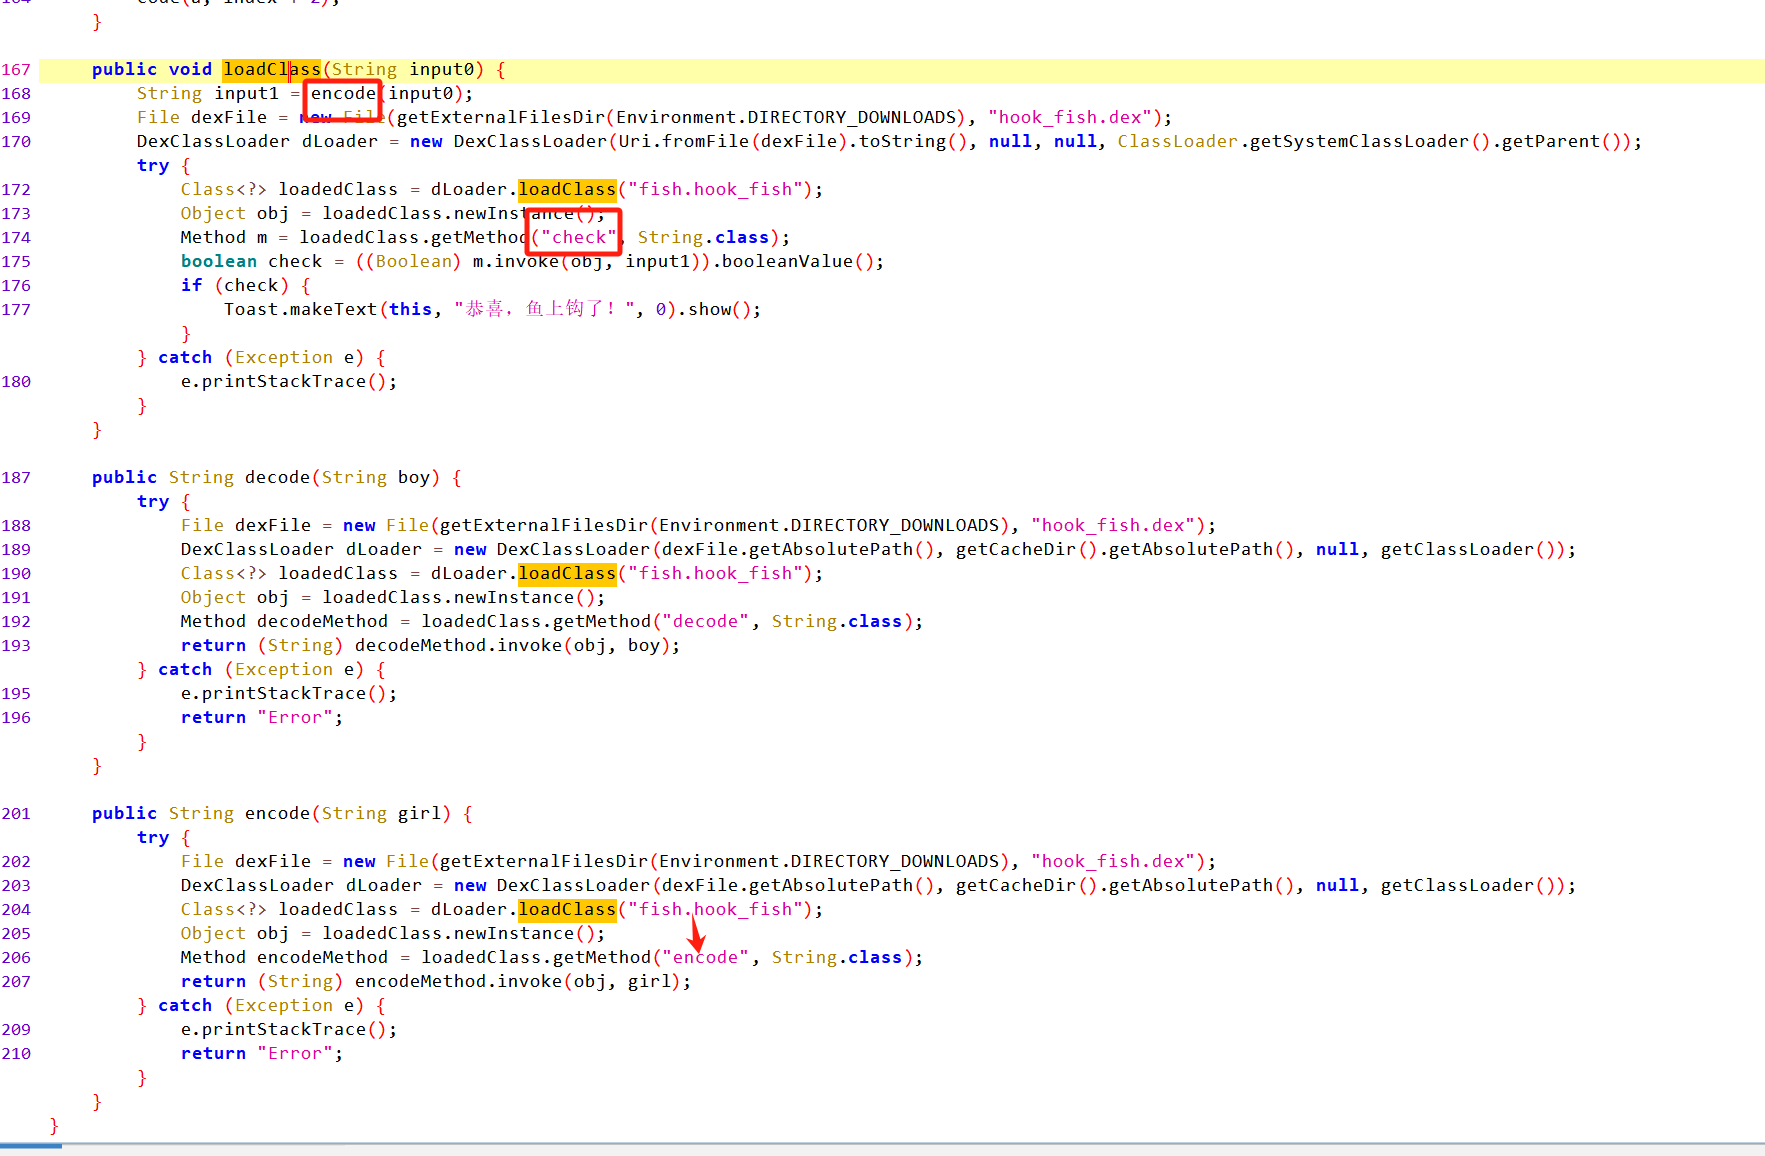 code(a, index + 2);
}
167 public void loadClass(String input0) {
168 String input1 = encode(input0);
169 File dexFile = new File(getExternalFilesDir(Environment.DIRECTORY_DOWNLOADS), "hook_fish.dex");
170 DexClassLoader dLoader = new DexClassLoader(Uri.fromFile(dexFile).toString(), null, null, ClassLoader.getSystemClassLoader().getParent());
try {
172 Class<?> loadedClass = dLoader.loadClass("fish.hook_fish");
173 Object obj = loadedClass.newInstance();
174 Method m = loadedClass.getMethod("check", String.class);
175 boolean check = ((Boolean) m.invoke(obj, input1)).booleanValue();
176 if (check) {
177 Toast.makeText(this, "恭喜，鱼上钩了！", 0).show();
}
} catch (Exception e) {
180 e.printStackTrace();
}
}
187 public String decode(String boy) {
try {
188 File dexFile = new File(getExternalFilesDir(Environment.DIRECTORY_DOWNLOADS), "hook_fish.dex");
189 DexClassLoader dLoader = new DexClassLoader(dexFile.getAbsolutePath(), getCacheDir().getAbsolutePath(), null, getClassLoader());
190 Class<?> loadedClass = dLoader.loadClass("fish.hook_fish");
191 Object obj = loadedClass.newInstance();
192 Method decodeMethod = loadedClass.getMethod("decode", String.class);
193 return (String) decodeMethod.invoke(obj, boy);
} catch (Exception e) {
195 e.printStackTrace();
196 return "Error";
}
}
201 public String encode(String girl) {
try {
202 File dexFile = new File(getExternalFilesDir(Environment.DIRECTORY_DOWNLOADS), "hook_fish.dex");
203 DexClassLoader dLoader = new DexClassLoader(dexFile.getAbsolutePath(), getCacheDir().getAbsolutePath(), null, getClassLoader());
204 Class<?> loadedClass = dLoader.loadClass("fish.hook_fish");
205 Object obj = loadedClass.newInstance();
206 Method encodeMethod = loadedClass.getMethod("encode", String.class);
207 return (String) encodeMethod.invoke(obj, girl);
} catch (Exception e) {
209 e.printStackTrace();
210 return "Error";
}
}
}